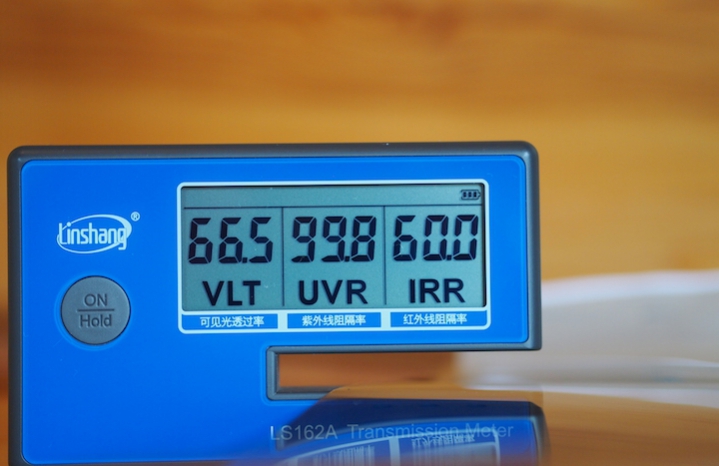 Linshang®
ON
Hold
66.5 99.8 60.0
VLT UVR IRR
可见光透过率 紫外线阻隔率 红外线阻隔率
LS162A Transmission Meter